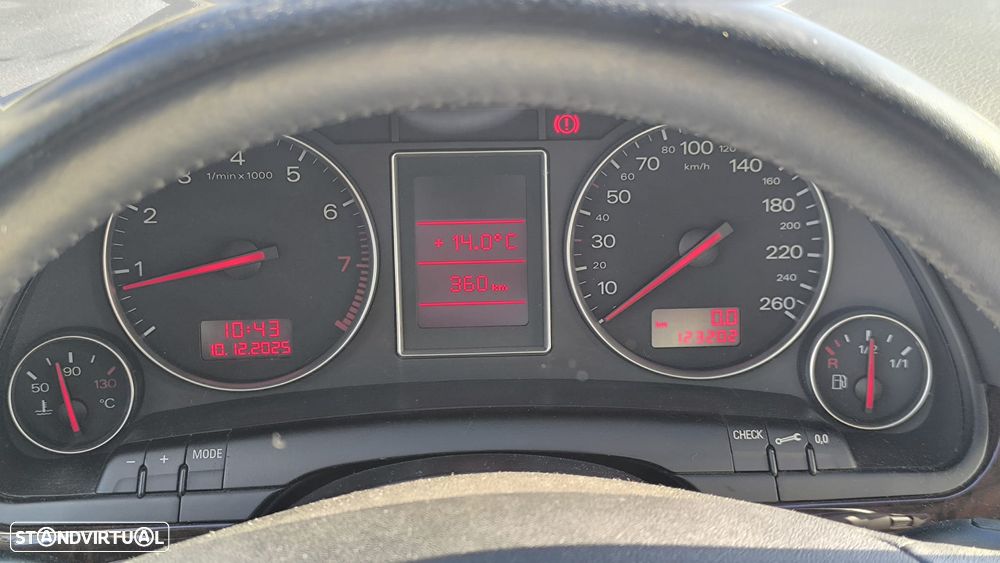 1/min x 1000
1 2 3 4 5 6 7
10:43
10.12.2025
+ 14.0°C
360 km
km/h
10 20 30 40 50 60 70 80 100 120 140 160 180 200 220 240 260
km 0.0
127202
50 90 130
°C
R 1/2 1/1
− + MODE
CHECK 0,0
STANDVIRTUAL